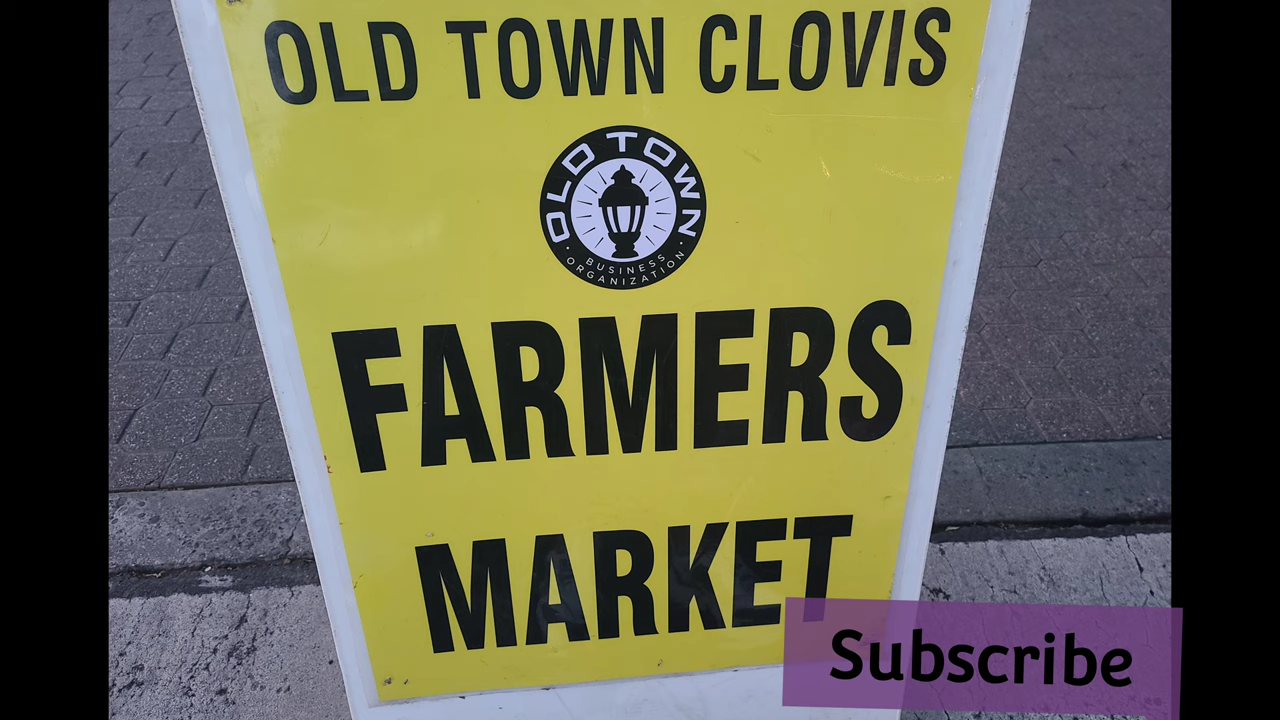 OLD TOWN CLOVIS
OLD TOWN
BUSINESS
ORGANIZATION
FARMERS
MARKET
Subscribe